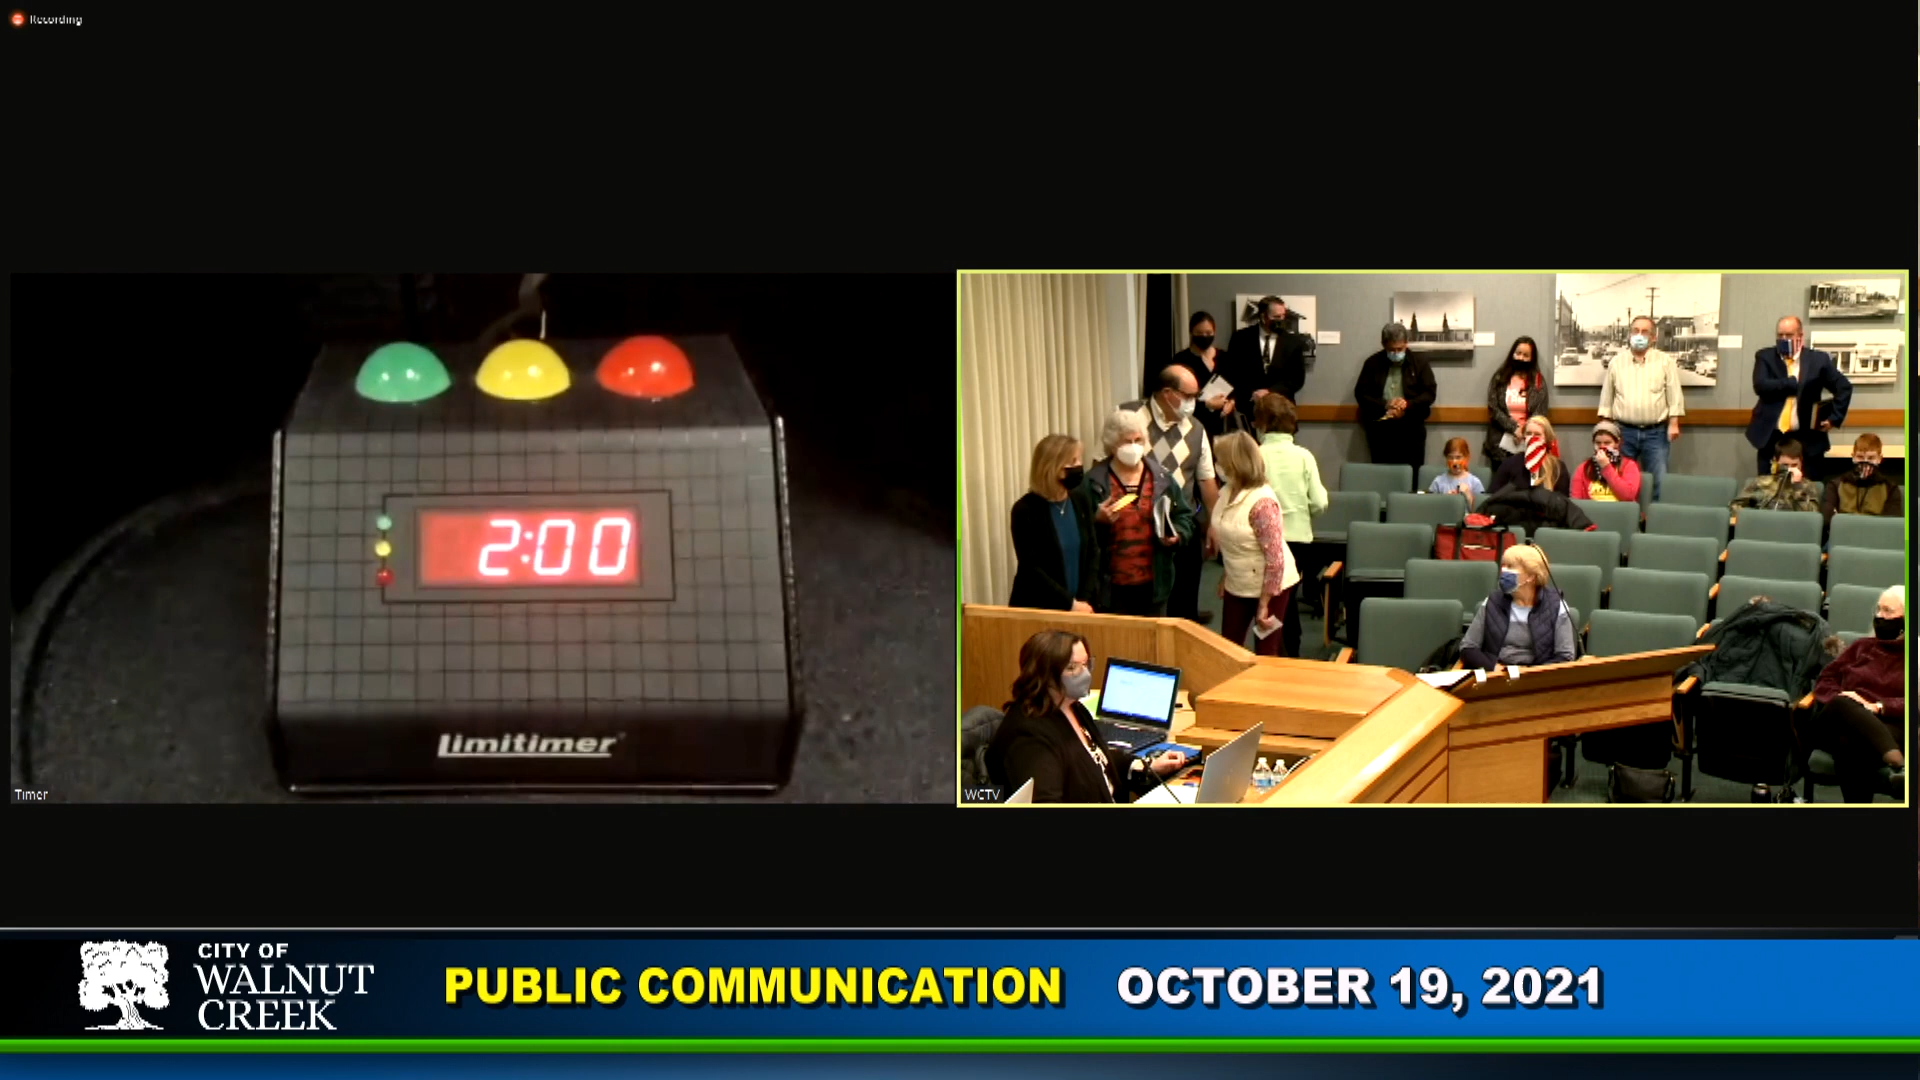 Recording
2:00
Limitimer
Timer
WCTV
CITY OF
WALNUT
CREEK
PUBLIC COMMUNICATION
OCTOBER 19, 2021